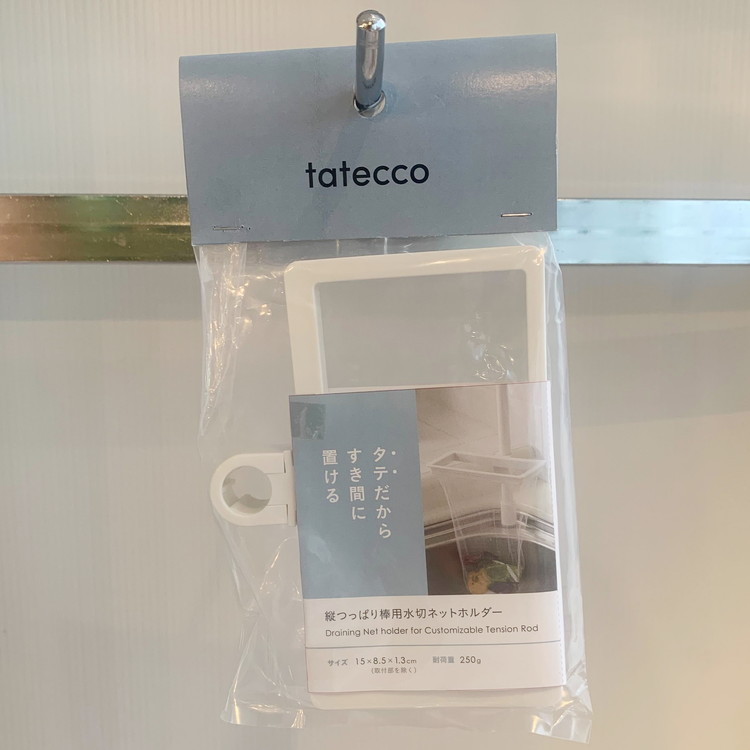 tatecco
タテだから
すき間に
置ける
縦つっぱり棒用水切ネットホルダー
Draining Net holder for Customizable Tension Rod
サイズ 15×8.5×1.3cm 耐荷量 250g
(取付部を除く)